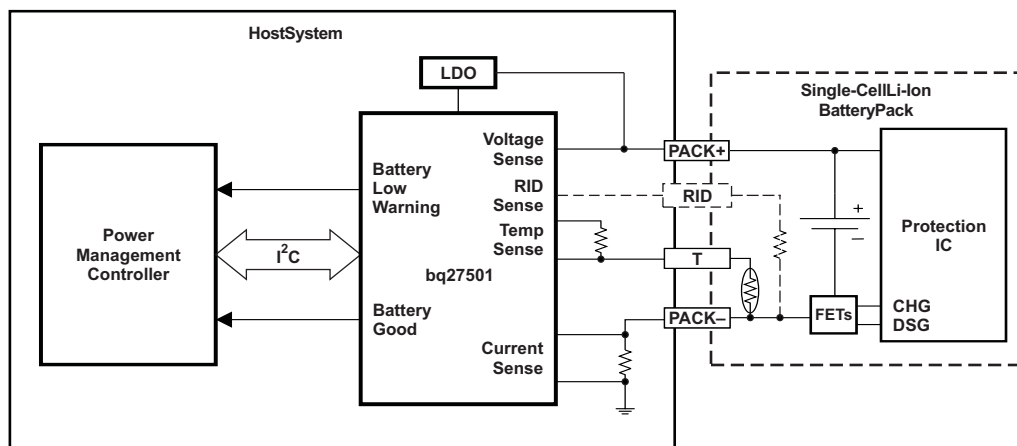 HostSystem
LDO
Single-CellLi-Ion
BatteryPack
Voltage
Sense
PACK+
Battery
Low
Warning
RID
Sense
RID
Power
Management
Controller
I²C
Temp
Sense
T
bq27501
+
–
Protection
IC
Battery
Good
PACK–
FETs
CHG
DSG
Current
Sense